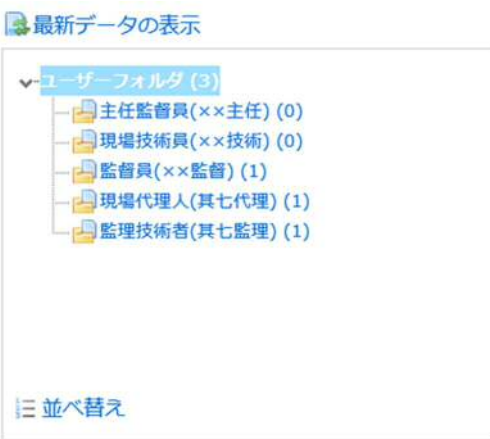 最新データの表示
ユーザーフォルダ (3)
主任監督員(××主任) (0)
現場技術員(××技術) (0)
監督員(××監督) (1)
現場代理人(其七代理) (1)
監理技術者(其七監理) (1)
並べ替え